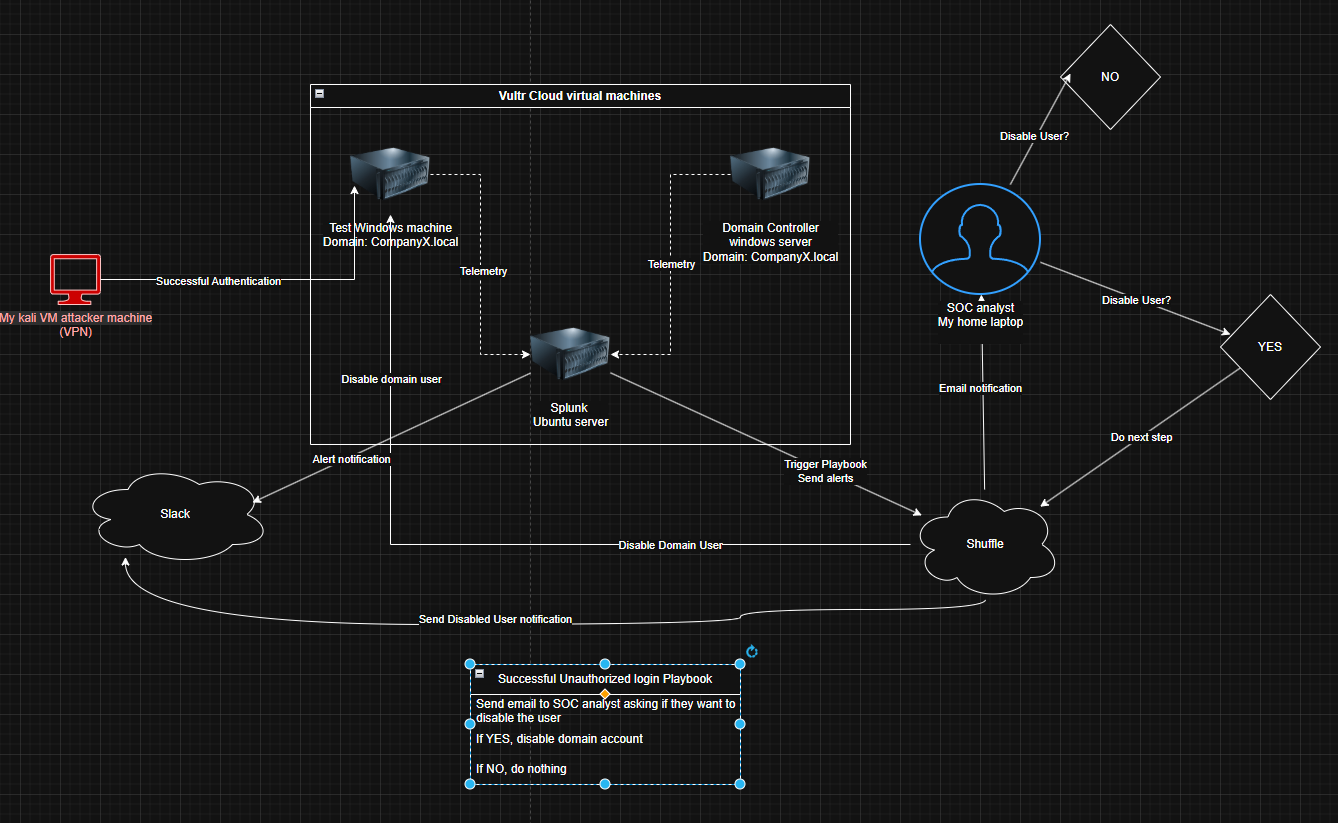 NO
Vultr Cloud virtual machines
Disable User?
Test Windows machine
Domain: CompanyX.local
Domain Controller
windows server
Domain: CompanyX.local
Telemetry
Telemetry
Successful Authentication
My kali VM attacker machine
(VPN)
SOC analyst
My home laptop
Disable User?
YES
Disable domain user
Email notification
Splunk
Ubuntu server
Do next step
Alert notification
Trigger Playbook
Send alerts
Slack
Shuffle
Disable Domain User
Send Disabled User notification
Successful Unauthorized login Playbook
Send email to SOC analyst asking if they want to
disable the user
If YES, disable domain account
If NO, do nothing